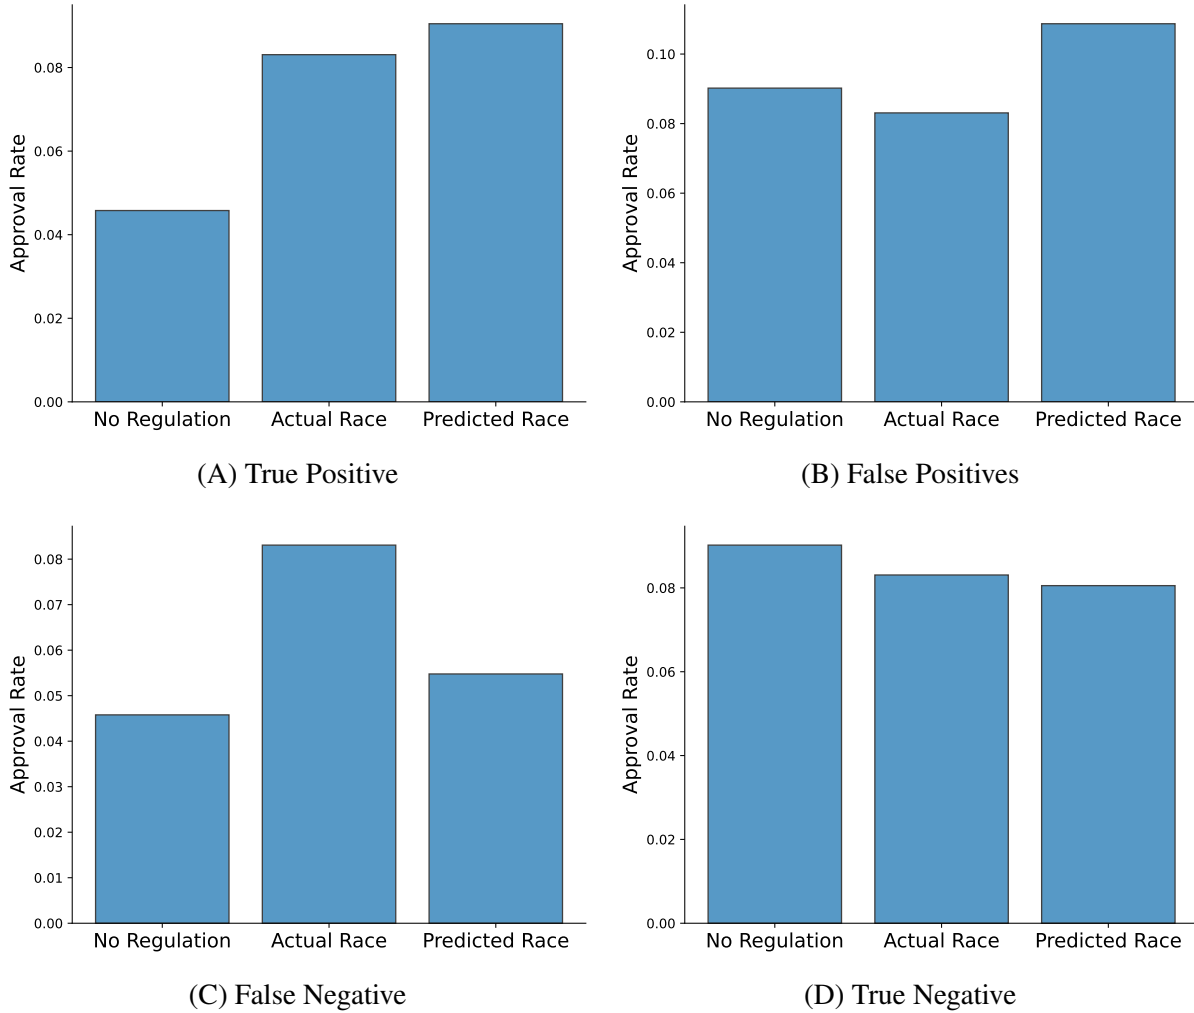 0.08
0.06
0.04
0.02
0.00
Approval Rate
No Regulation Actual Race Predicted Race
(A) True Positive
0.10
0.08
0.06
0.04
0.02
0.00
Approval Rate
No Regulation Actual Race Predicted Race
(B) False Positives
0.08
0.07
0.06
0.05
0.04
0.03
0.02
0.01
0.00
Approval Rate
No Regulation Actual Race Predicted Race
(C) False Negative
0.08
0.06
0.04
0.02
0.00
Approval Rate
No Regulation Actual Race Predicted Race
(D) True Negative